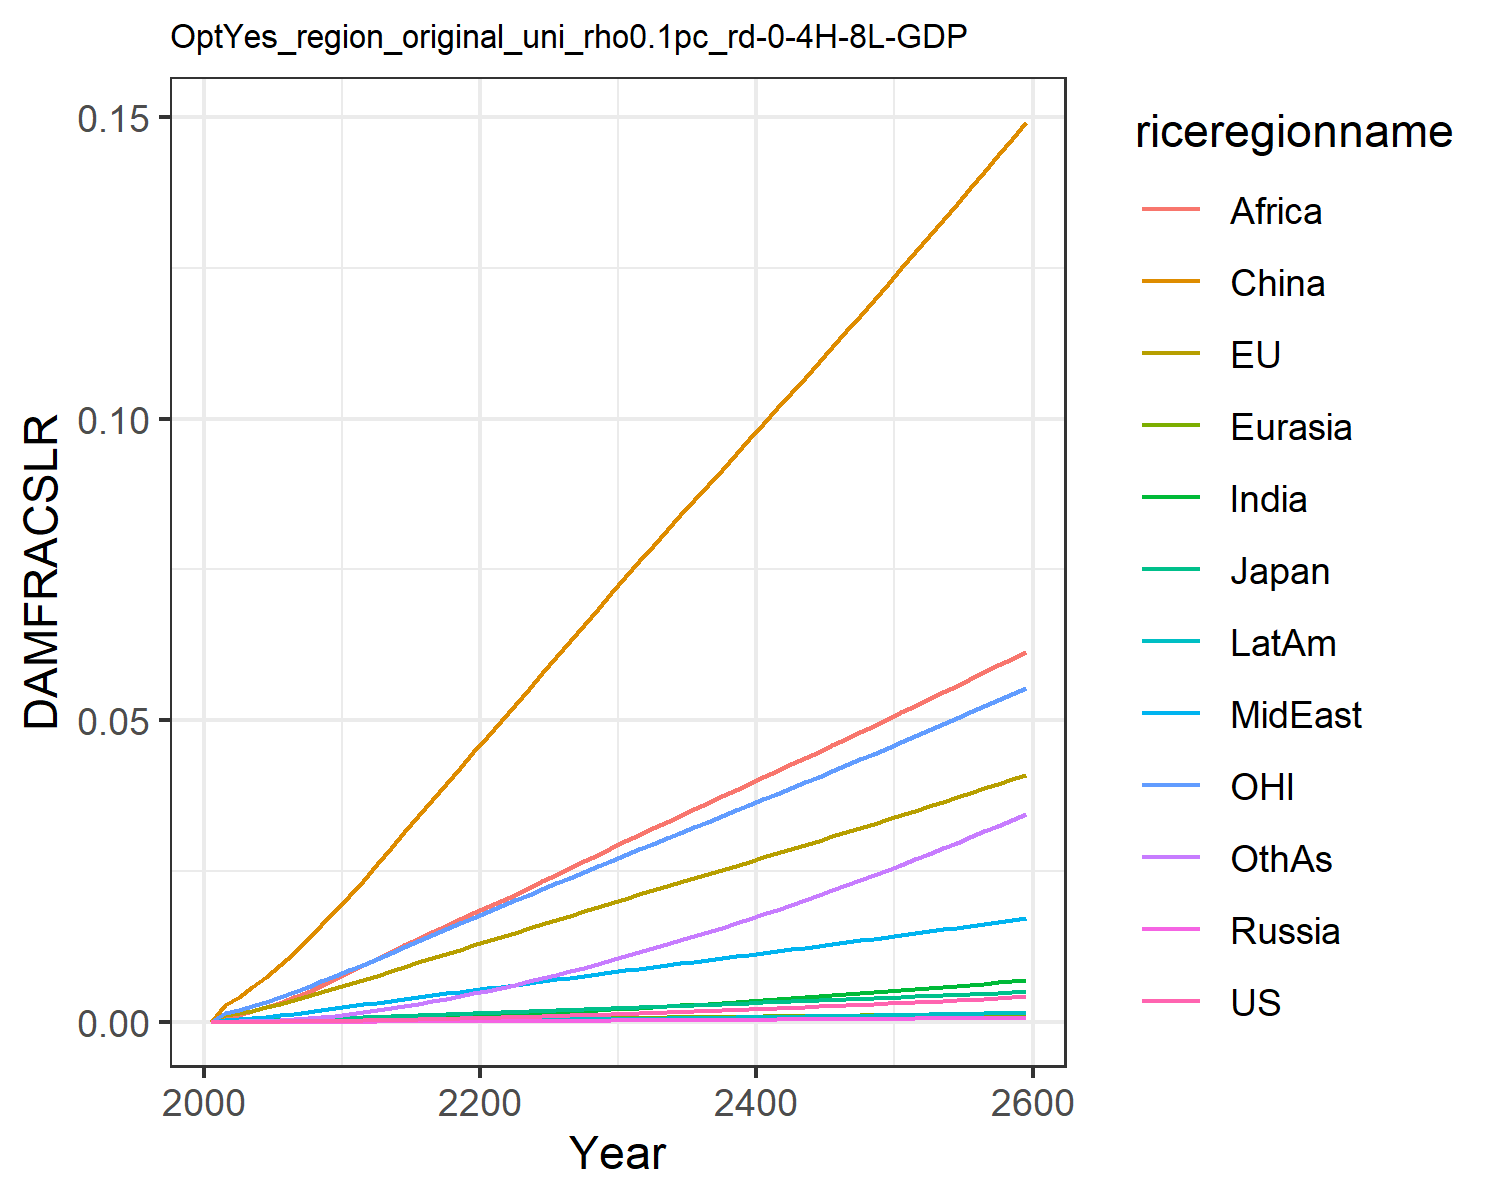 OptYes_region_original_uni_rho0.1pc_rd-0-4H-8L-GDP
DAMFRACSLR
0.15
0.10
0.05
0.00
2000 2200 2400 2600
Year
riceregionname
Africa
China
EU
Eurasia
India
Japan
LatAm
MidEast
OHI
OthAs
Russia
US